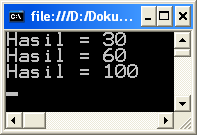 file:///D:/Doku...
Hasil = 30
Hasil = 60
Hasil = 100